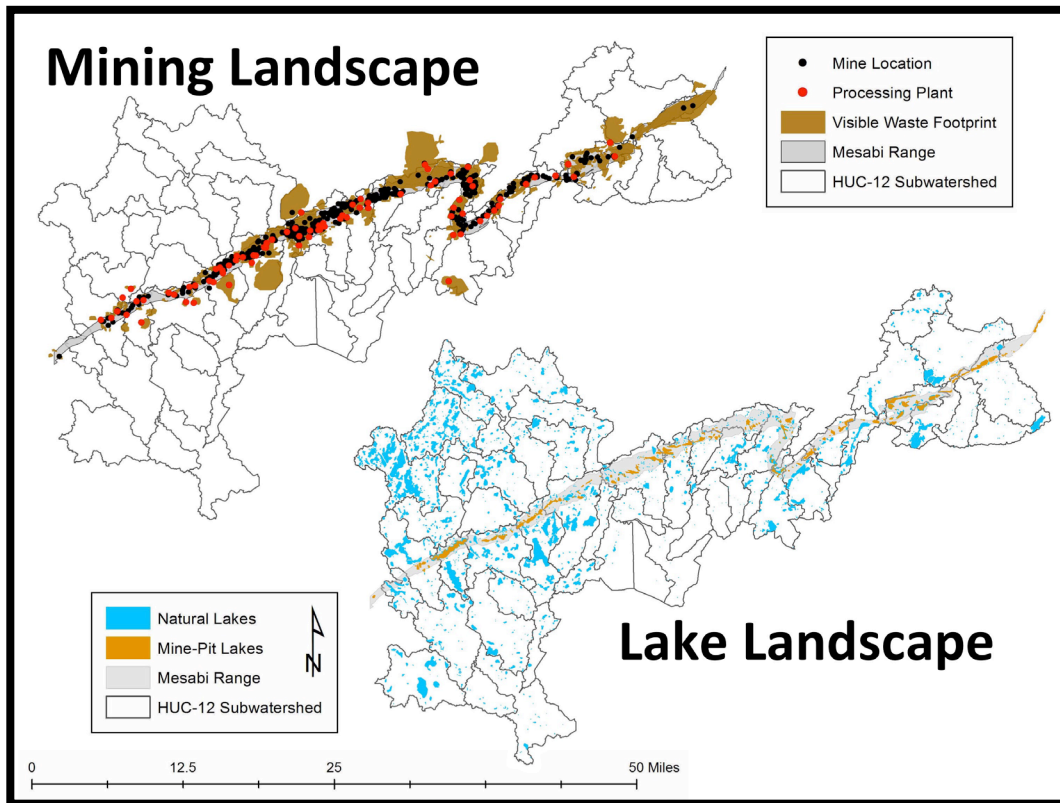 Mining Landscape
Mine Location
Processing Plant
Visible Waste Footprint
Mesabi Range
HUC-12 Subwatershed
Natural Lakes
Mine-Pit Lakes
Mesabi Range
HUC-12 Subwatershed
N
Lake Landscape
0 12.5 25 50 Miles